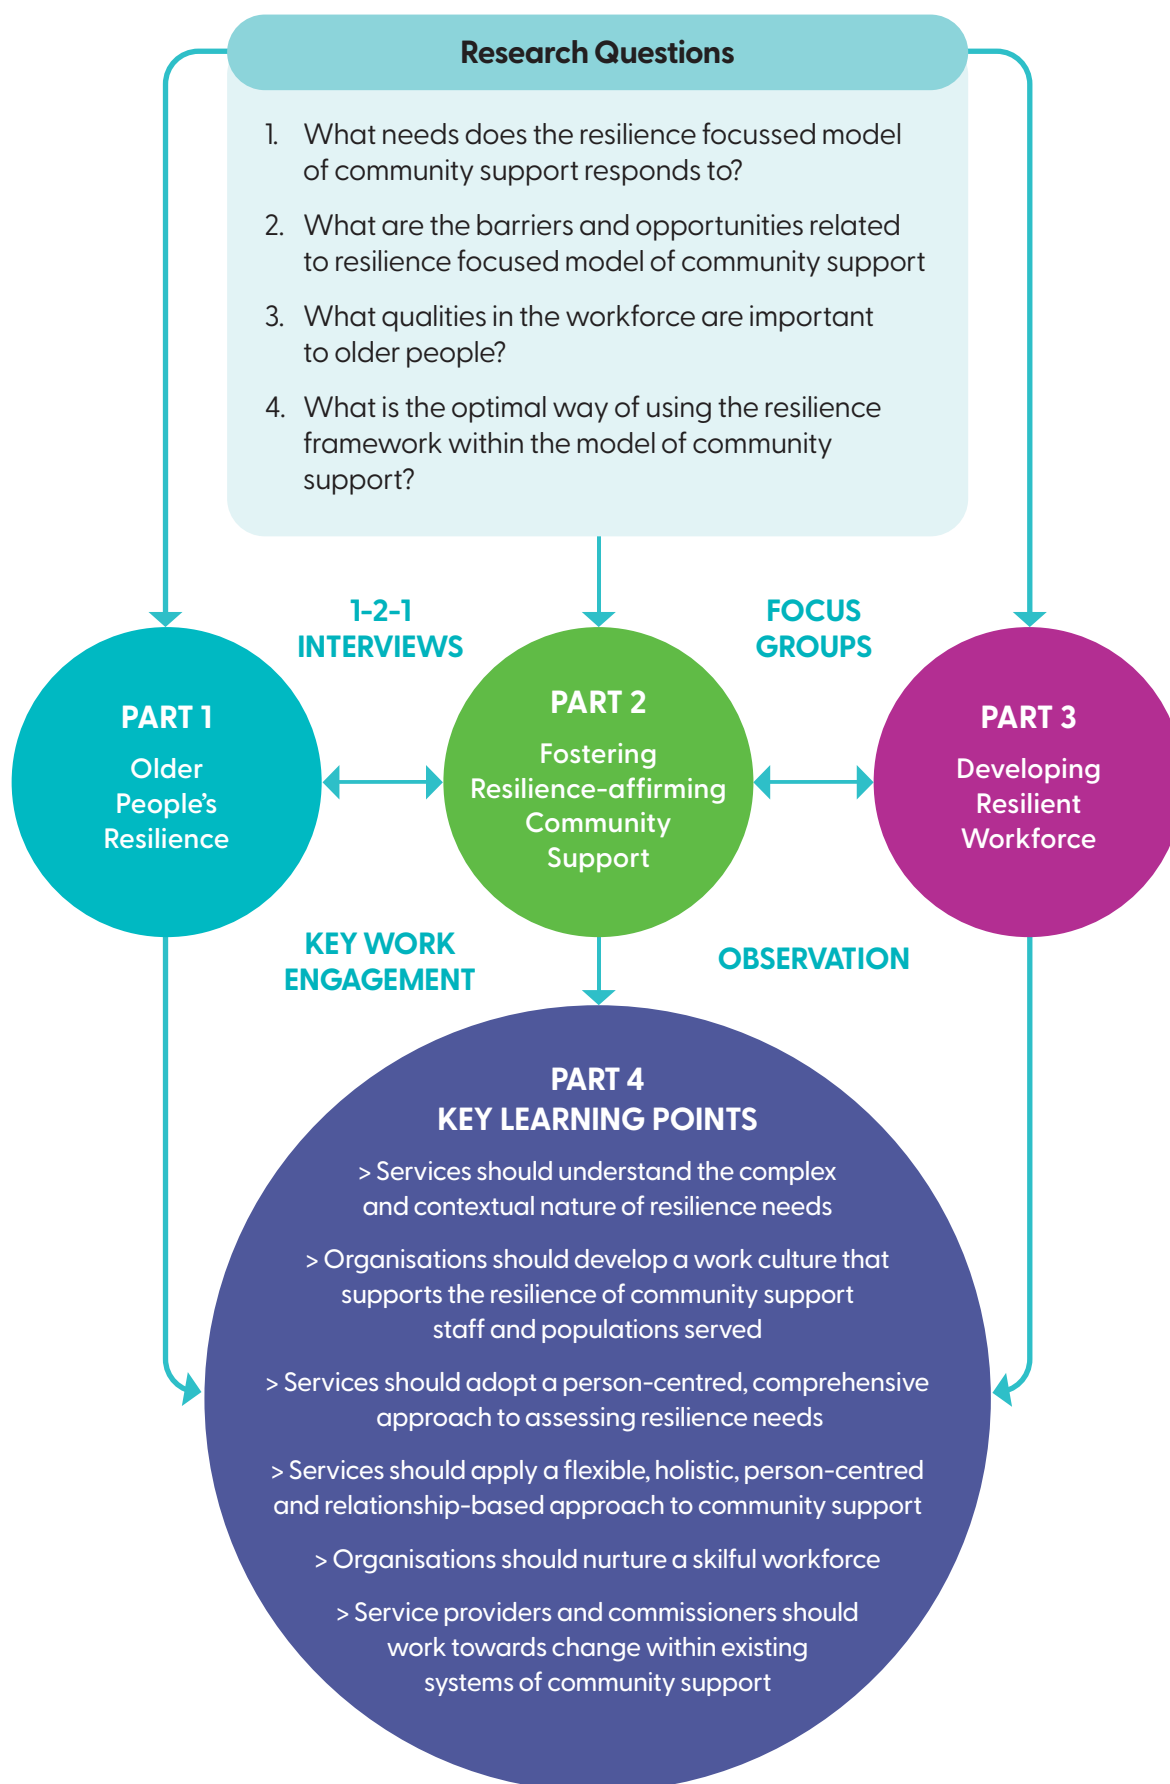 Research Questions
1. What needs does the resilience focussed model
of community support responds to?
2. What are the barriers and opportunities related
to resilience focused model of community support
3. What qualities in the workforce are important
to older people?
4. What is the optimal way of using the resilience
framework within the model of community
support?
1-2-1
INTERVIEWS
FOCUS
GROUPS
PART 1
Older
People’s
Resilience
PART 2
Fostering
Resilience-affirming
Community
Support
PART 3
Developing
Resilient
Workforce
KEY WORK
ENGAGEMENT
OBSERVATION
PART 4
KEY LEARNING POINTS
> Services should understand the complex
and contextual nature of resilience needs
> Organisations should develop a work culture that
supports the resilience of community support
staff and populations served
> Services should adopt a person-centred, comprehensive
approach to assessing resilience needs
> Services should apply a flexible, holistic, person-centred
and relationship-based approach to community support
> Organisations should nurture a skilful workforce
> Service providers and commissioners should
work towards change within existing
systems of community support